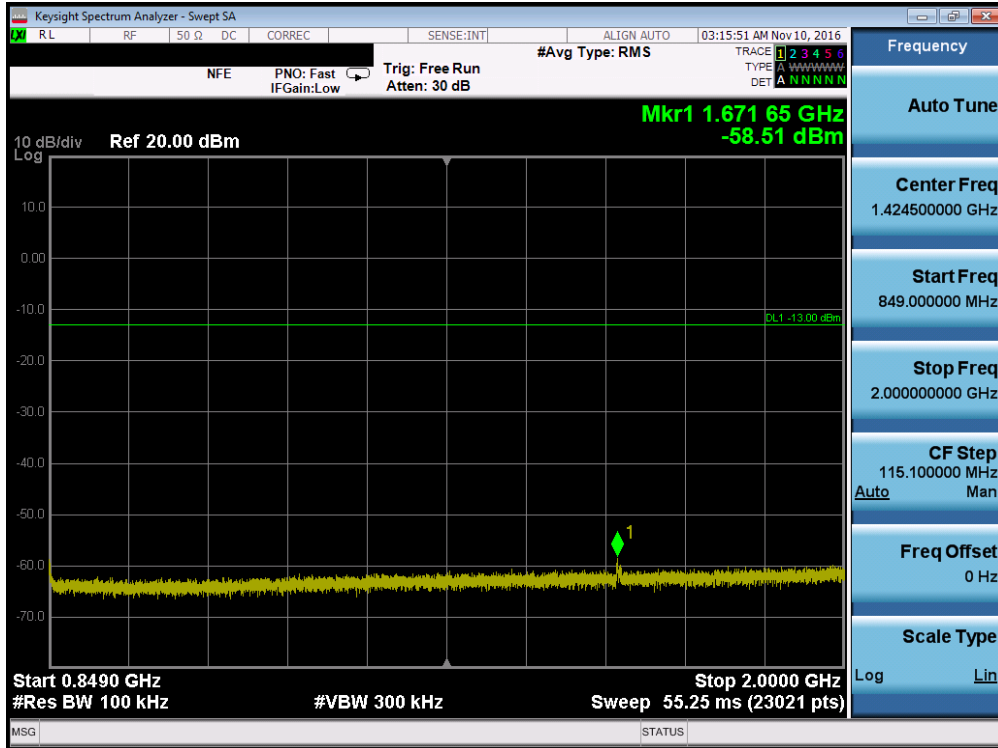 Keysight Spectrum Analyzer - Swept SA
LXI RL RF 50 Ω DC CORREC SENSE:INT ALIGN AUTO 03:15:51 AM Nov 10, 2016
#Avg Type: RMS TRACE 1 2 3 4 5 6
NFE PNO: Fast Trig: Free Run TYPE A WWWWW
IFGain:Low Atten: 30 dB DET A N N N N N
Mkr1 1.671 65 GHz
-58.51 dBm
10 dB/div Ref 20.00 dBm
Log
10.0
0.00
-10.0
DL1 -13.00 dBm
-20.0
-30.0
-40.0
-50.0
1
-60.0
-70.0
Start 0.8490 GHz Stop 2.0000 GHz
#Res BW 100 kHz #VBW 300 kHz Sweep 55.25 ms (23021 pts)
MSG STATUS
Frequency
Auto Tune
Center Freq
1.424500000 GHz
Start Freq
849.000000 MHz
Stop Freq
2.000000000 GHz
CF Step
115.100000 MHz
Auto Man
Freq Offset
0 Hz
Scale Type
Log Lin